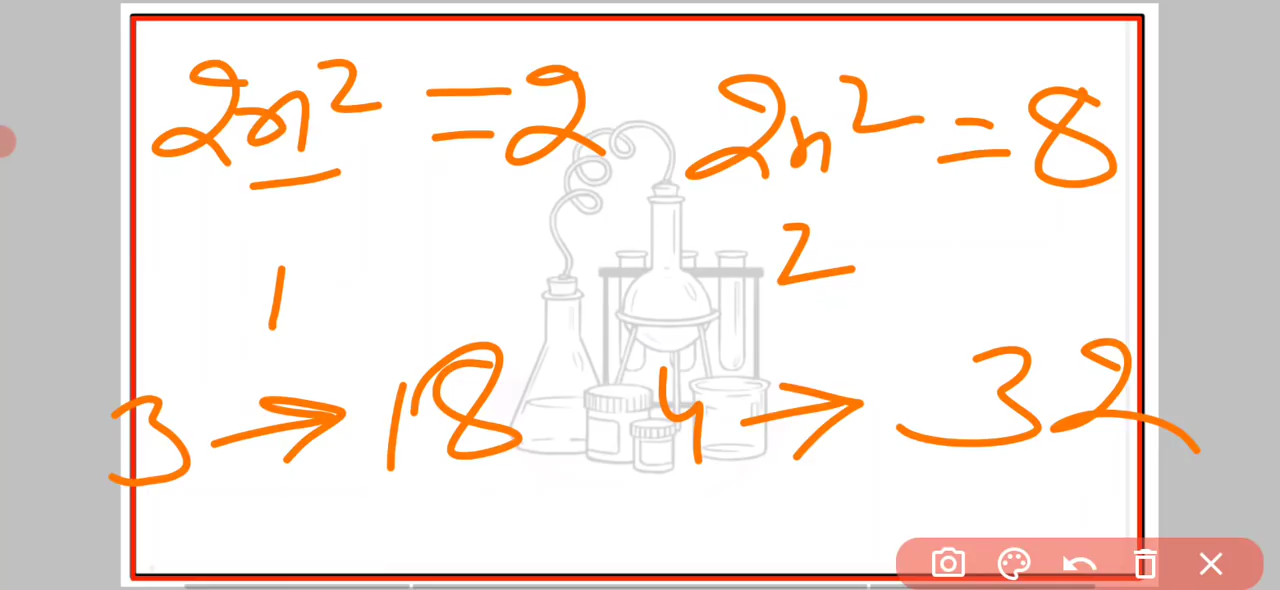 2n² = 2 2n² = 8
1 2
3 → 18 4 → 32